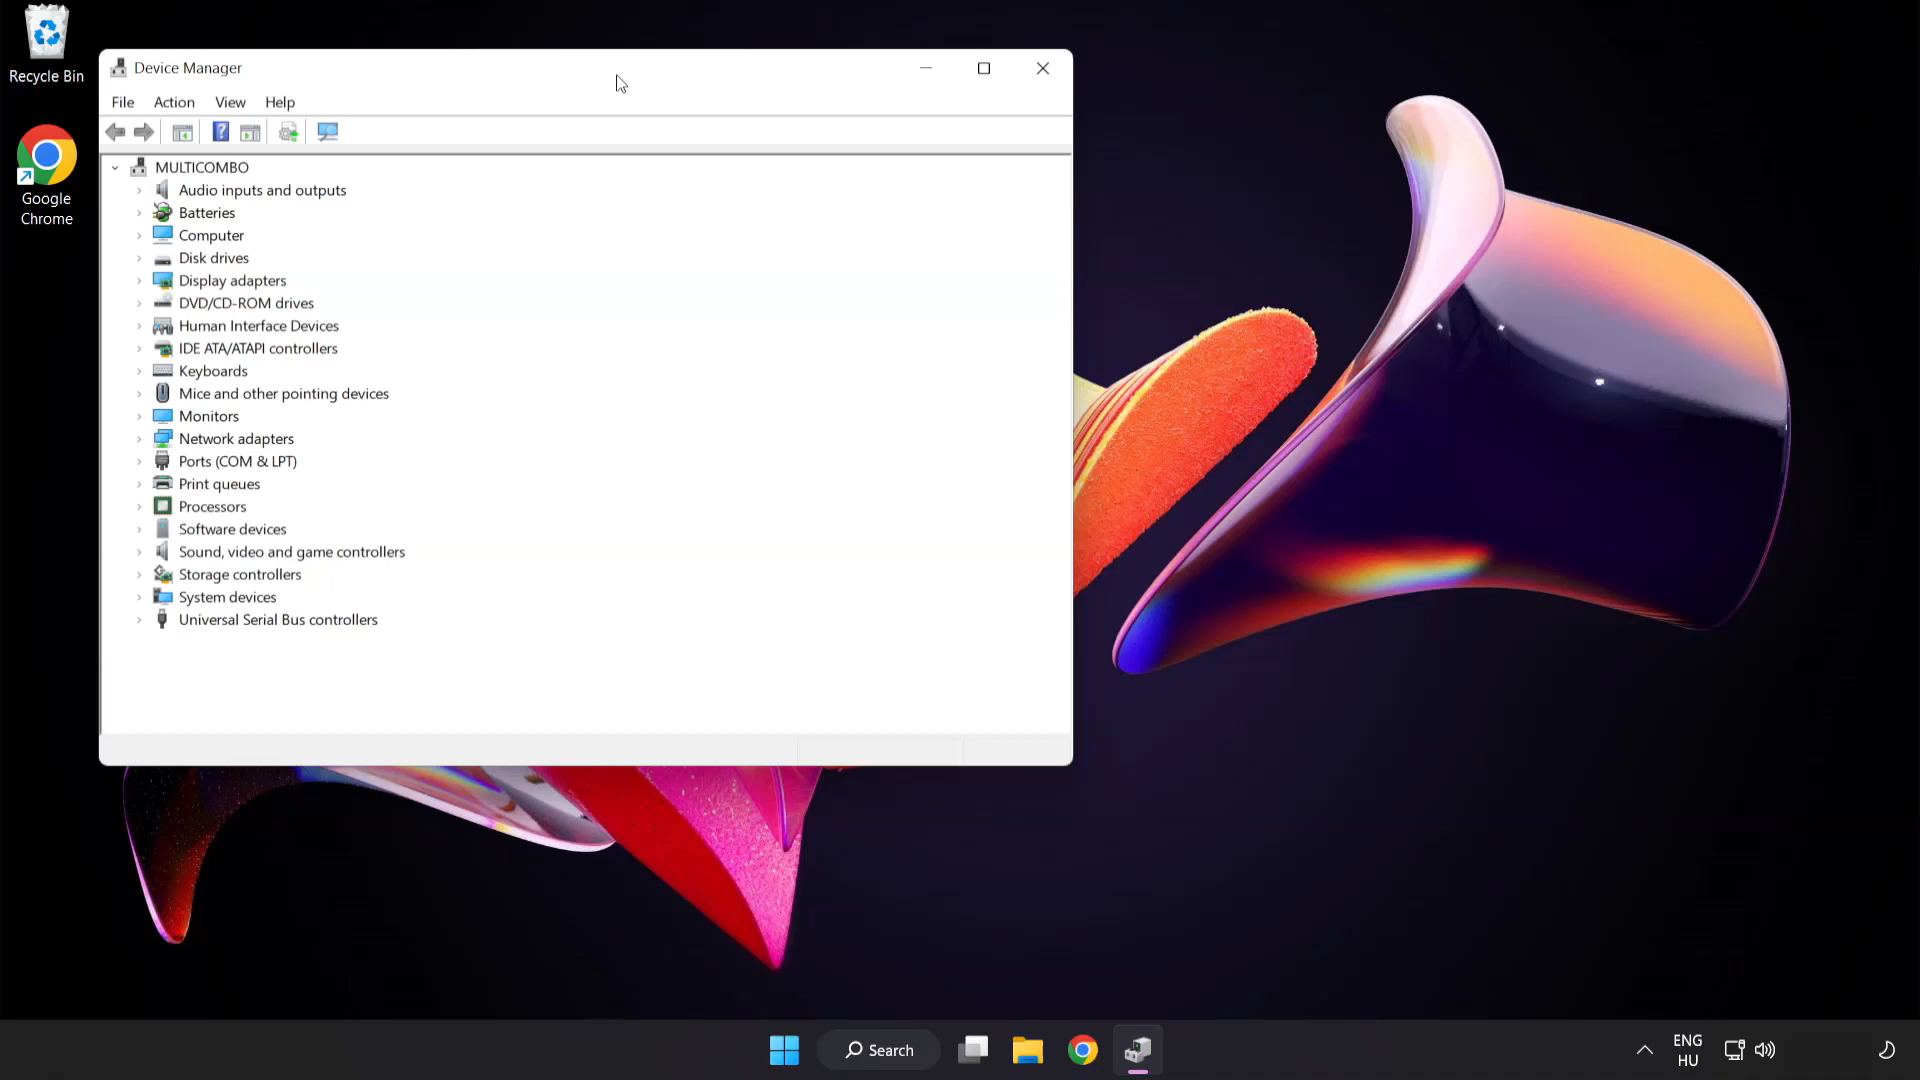 Recycle Bin
Google
Chrome
Device Manager
File Action View Help
MULTICOMBO
Audio inputs and outputs
Batteries
Computer
Disk drives
Display adapters
DVD/CD-ROM drives
Human Interface Devices
IDE ATA/ATAPI controllers
Keyboards
Mice and other pointing devices
Monitors
Network adapters
Ports (COM & LPT)
Print queues
Processors
Software devices
Sound, video and game controllers
Storage controllers
System devices
Universal Serial Bus controllers
Search
ENG
HU